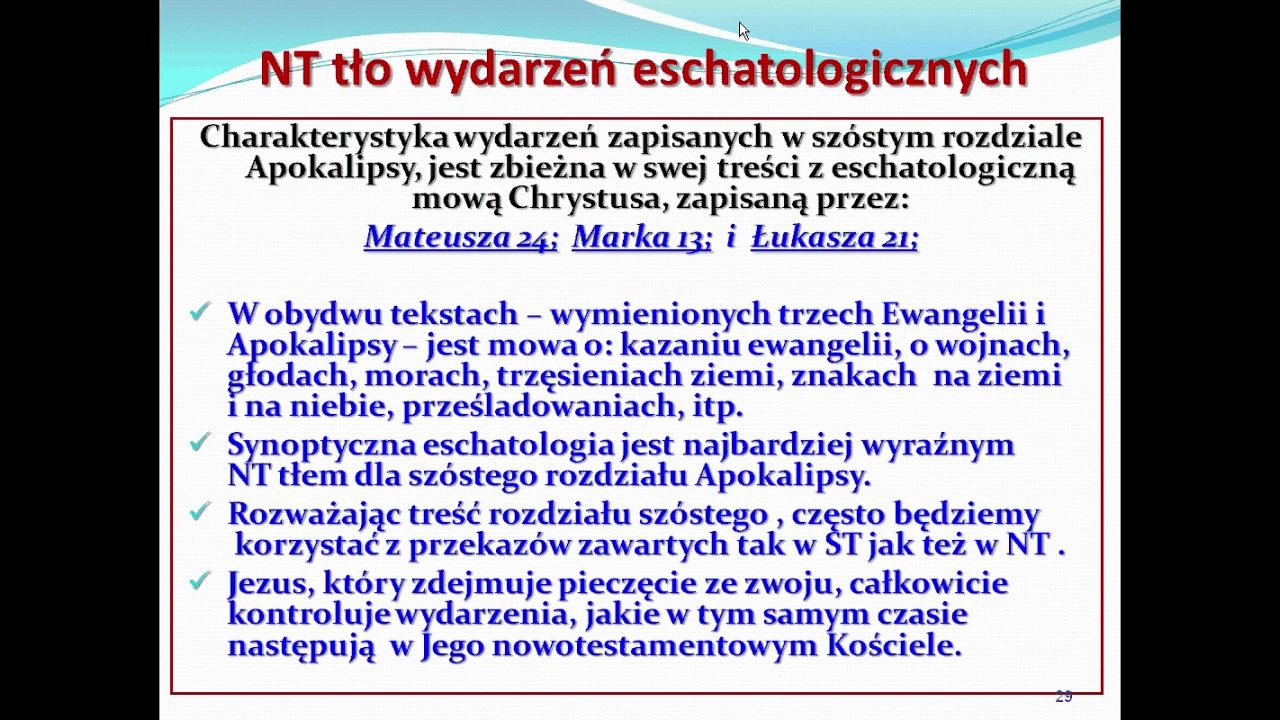 NT tło wydarzeń eschatologicznych
Charakterystyka wydarzeń zapisanych w szóstym rozdziale
Apokalipsy, jest zbieżna w swej treści z eschatologiczną
mową Chrystusa, zapisaną przez:
Mateusza 24; Marka 13; i Łukasza 21;
✓ W obydwu tekstach – wymienionych trzech Ewangelii i
Apokalipsy – jest mowa o: kazaniu ewangelii, o wojnach,
głodach, morach, trzęsieniach ziemi, znakach na ziemi
i na niebie, prześladowaniach, itp.
✓ Synoptyczna eschatologia jest najbardziej wyraźnym
NT tłem dla szóstego rozdziału Apokalipsy.
✓ Rozważając treść rozdziału szóstego , często będziemy
korzystać z przekazów zawartych tak w ST jak też w NT .
✓ Jezus, który zdejmuje pieczęcie ze zwoju, całkowicie
kontroluje wydarzenia, jakie w tym samym czasie
następują w Jego nowotestamentowym Kościele.
29